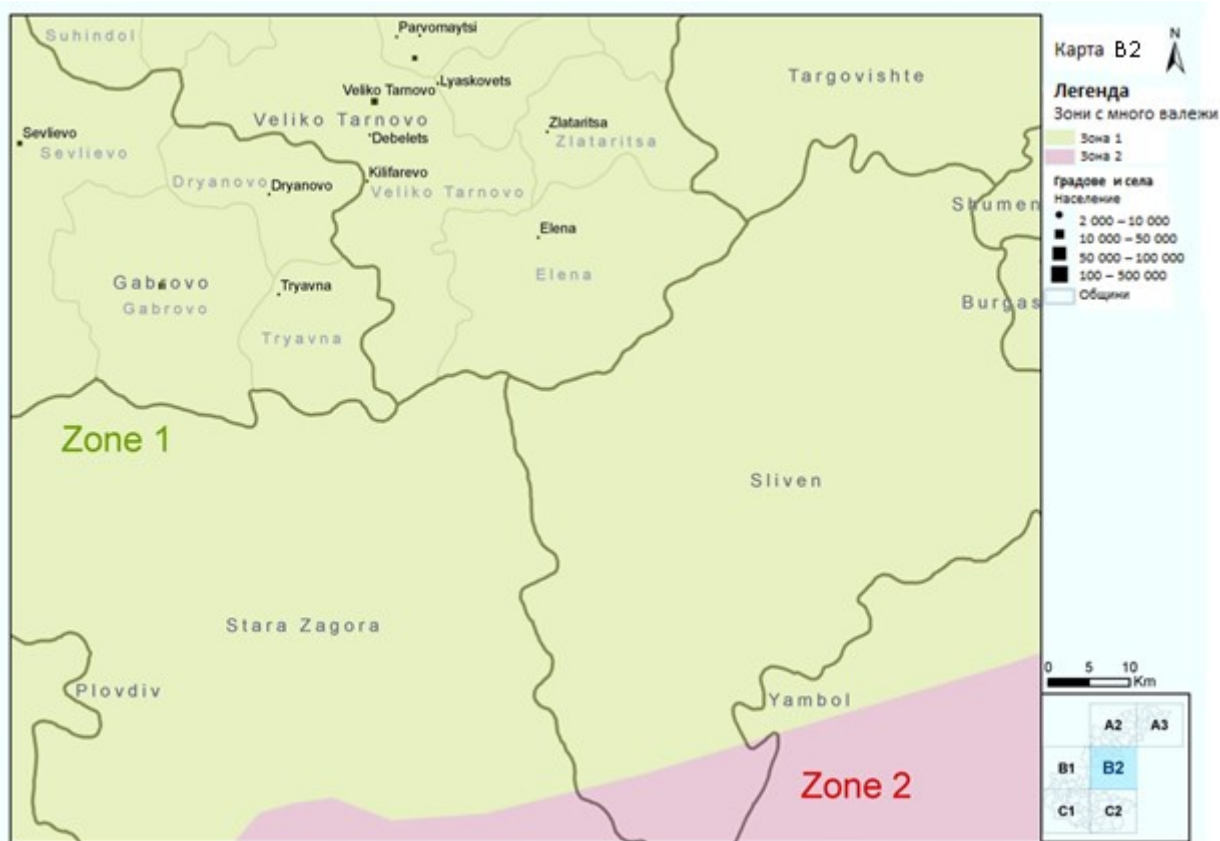 Suhindol
Parvomaytsi
Lyaskovets
Targovishte
Veliko Tarnovo
Veliko Tarnovo
Debelets
Zlataritsa
Zlataritsa
Sevlievo
Sevlievo
Dryanovo
Dryanovo
Kilifarevo
Veliko Tarnovo
Shumen
Elena
Elena
Gabrovo
Gabrovo
Tryavna
Tryavna
Burgas
Zone 1
Sliven
Stara Zagora
Plovdiv
Yambol
Zone 2
Карта B2
N
Легенда
Зони с много валежи
Зона 1
Зона 2
Градове и села
Население
2 000 – 10 000
10 000 – 50 000
50 000 – 100 000
100 – 500 000
Общини
0 5 10
Km
A2 A3
B1 B2
C1 C2